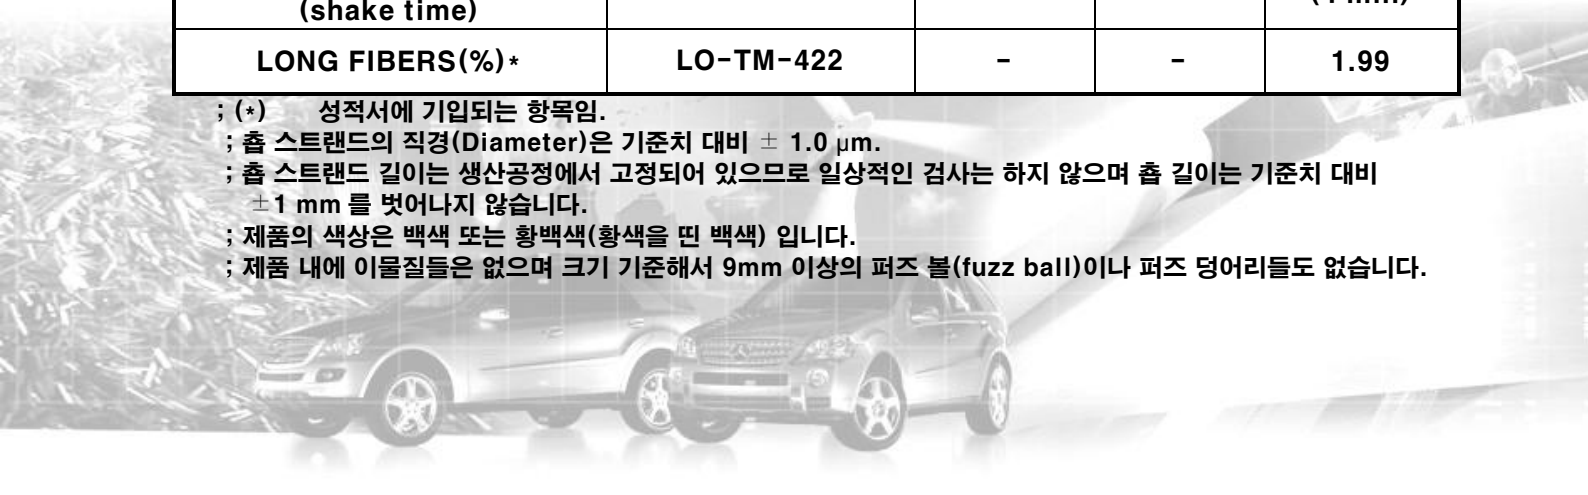 (shake time)
LONG FIBERS(%)* LO-TM-422 - - 1.99
; (*) 성적서에 기입되는 항목임.
; 촙 스트랜드의 직경(Diameter)은 기준치 대비 ± 1.0 μm.
; 촙 스트랜드 길이는 생산공정에서 고정되어 있으므로 일상적인 검사는 하지 않으며 촙 길이는 기준치 대비
±1 mm 를 벗어나지 않습니다.
; 제품의 색상은 백색 또는 황백색(황색을 띤 백색) 입니다.
; 제품 내에 이물질들은 없으며 크기 기준해서 9mm 이상의 퍼즈 볼(fuzz ball)이나 퍼즈 덩어리들도 없습니다.